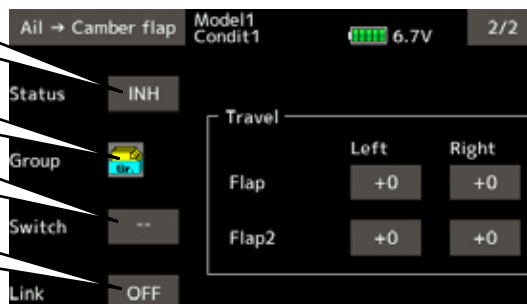 Ail → Camber flap Model1 6.7V 2/2
Condit1
Status INH
Travel
Left Right
Group Gr.
Flap +0 +0
Switch --
Flap2 +0 +0
Link OFF